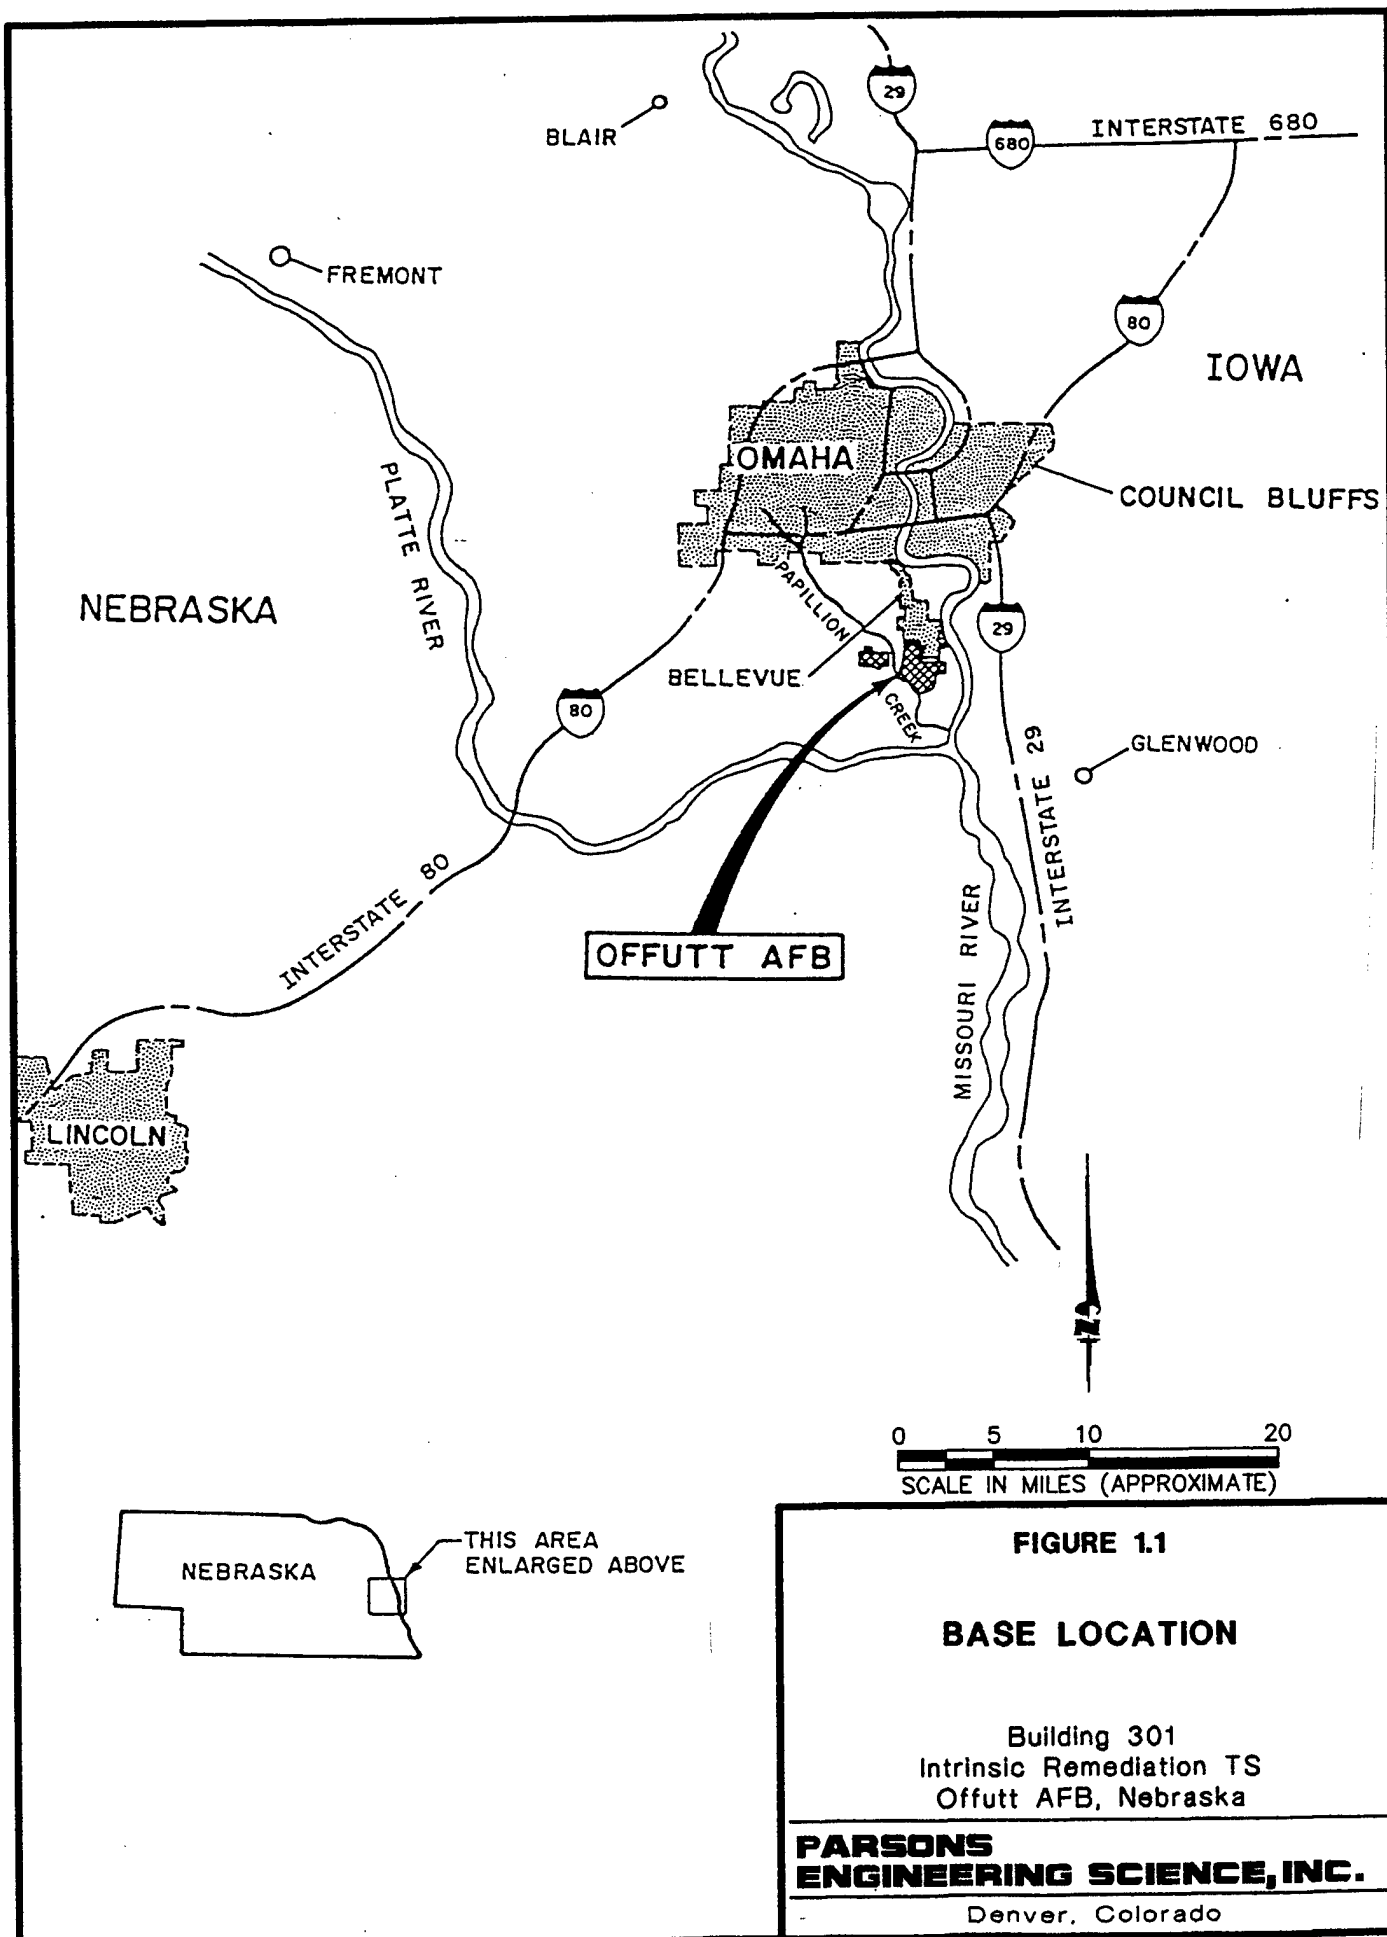 29
INTERSTATE 680
680
BLAIR
FREMONT
80
IOWA
OMAHA
COUNCIL BLUFFS
PLATTE RIVER
NEBRASKA
PAPILLION
29
BELLEVUE
80
CREEK
GLENWOOD
INTERSTATE 29
INTERSTATE 80
OFFUTT AFB
MISSOURI RIVER
LINCOLN
N
0 5 10 20
SCALE IN MILES (APPROXIMATE)
THIS AREA
ENLARGED ABOVE
NEBRASKA
FIGURE 1.1
BASE LOCATION
Building 301
Intrinsic Remediation TS
Offutt AFB, Nebraska
PARSONS
ENGINEERING SCIENCE, INC.
Denver, Colorado